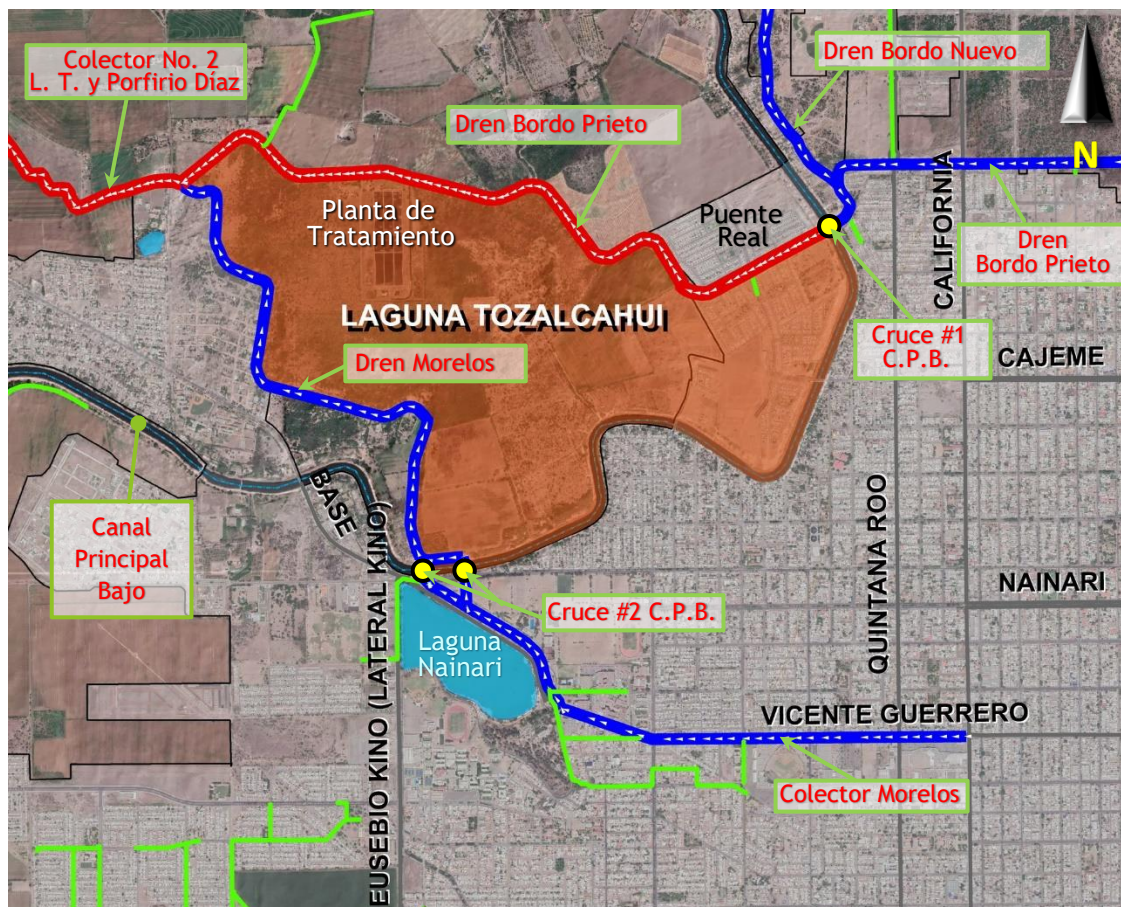 Colector No. 2
L. T. y Porfirio Díaz
Dren Bordo Nuevo
Dren Bordo Prieto
N
CALIFORNIA
Planta de
Tratamiento
Puente
Real
Dren
Bordo Prieto
LAGUNA TOZALCAHUI
Cruce #1
C.P.B.
CAJEME
Dren Morelos
BASE
Canal
Principal
Bajo
EUSEBIO KINO (LATERAL KINO)
QUINTANA ROO
NAINARI
Cruce #2 C.P.B.
Laguna
Nainari
VICENTE GUERRERO
Colector Morelos